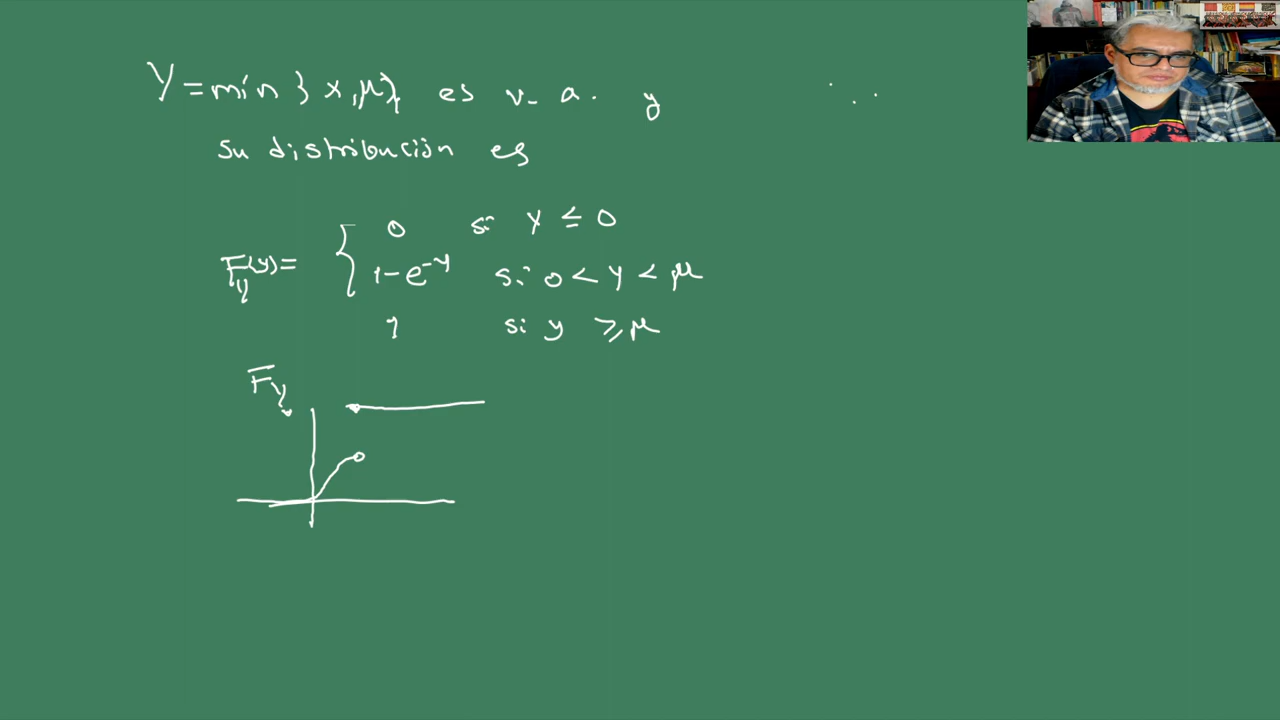 Y = mín } x, μ } es v. a. y
su distribución es
F_Y(y) = { 0 si y ≤ 0
1 - e^{-y} si 0 < y < μ
1 si y ≥ μ
F_Y